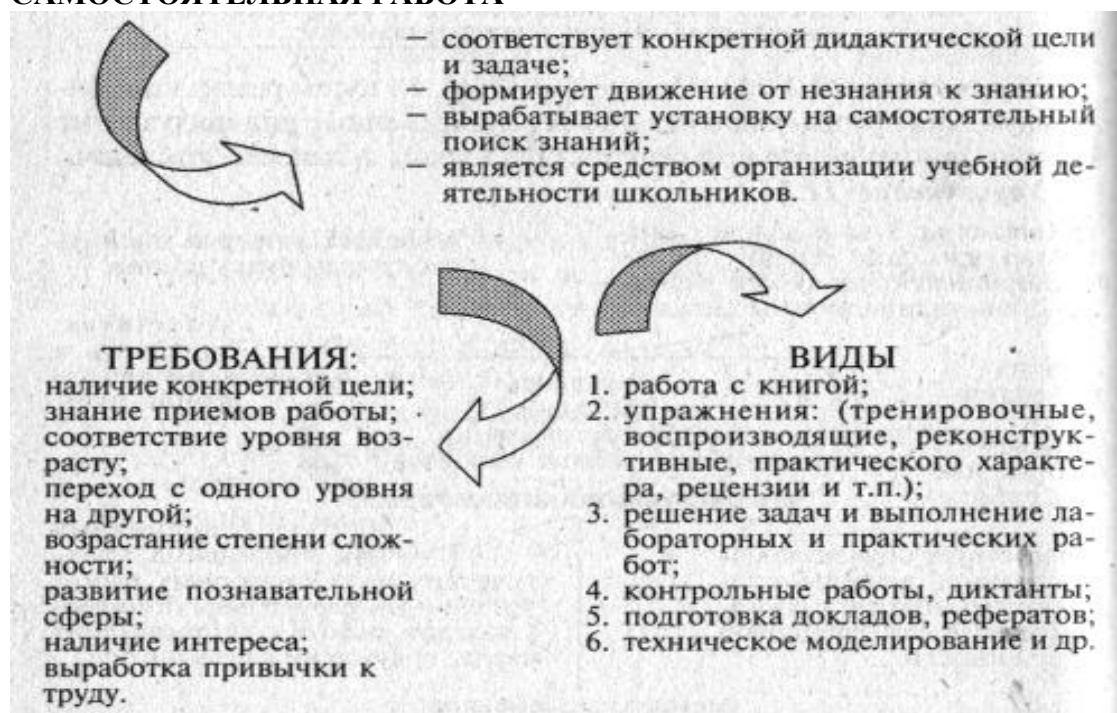 САМОСТОЯТЕЛЬНАЯ РАБОТА
– соответствует конкретной дидактической цели
и задаче;
– формирует движение от незнания к знанию;
– вырабатывает установку на самостоятельный
поиск знаний;
– является средством организации учебной де-
ятельности школьников.
ТРЕБОВАНИЯ:
наличие конкретной цели;
знание приемов работы;
соответствие уровня воз-
расту;
переход с одного уровня
на другой;
возрастание степени слож-
ности;
развитие познавательной
сферы;
наличие интереса;
выработка привычки к
труду.
ВИДЫ
1. работа с книгой;
2. упражнения: (тренировочные,
воспроизводящие, реконструк-
тивные, практического характе-
ра, рецензии и т.п.);
3. решение задач и выполнение ла-
бораторных и практических ра-
бот;
4. контрольные работы, диктанты;
5. подготовка докладов, рефератов;
6. техническое моделирование и др.